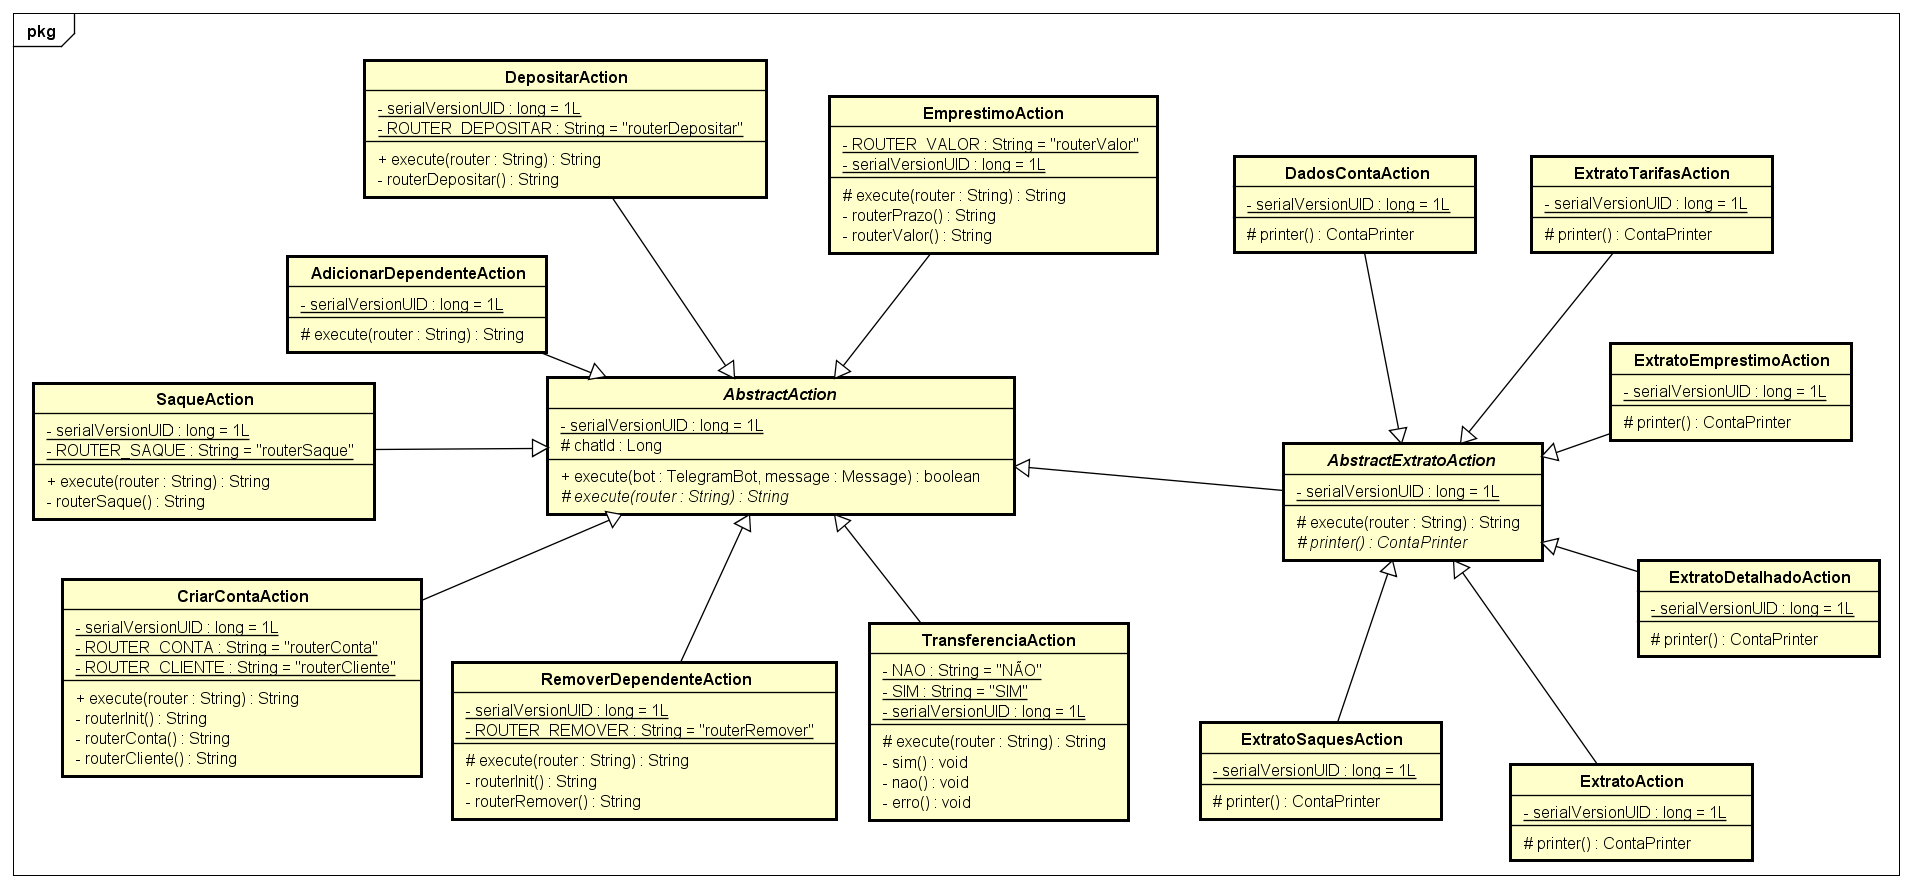 pkg
DepositarAction
- serialVersionUID : long = 1L
- ROUTER_DEPOSITAR : String = "routerDepositar"
+ execute(router : String) : String
- routerDepositar() : String
EmprestimoAction
- ROUTER_VALOR : String = "routerValor"
- serialVersionUID : long = 1L
# execute(router : String) : String
- routerPrazo() : String
- routerValor() : String
DadosContaAction
- serialVersionUID : long = 1L
# printer() : ContaPrinter
ExtratoTarifasAction
- serialVersionUID : long = 1L
# printer() : ContaPrinter
AdicionarDependenteAction
- serialVersionUID : long = 1L
# execute(router : String) : String
ExtratoEmprestimoAction
- serialVersionUID : long = 1L
# printer() : ContaPrinter
SaqueAction
- serialVersionUID : long = 1L
- ROUTER_SAQUE : String = "routerSaque"
+ execute(router : String) : String
- routerSaque() : String
AbstractAction
- serialVersionUID : long = 1L
# chatId : Long
+ execute(bot : TelegramBot, message : Message) : boolean
# execute(router : String) : String
AbstractExtratoAction
- serialVersionUID : long = 1L
# execute(router : String) : String
# printer() : ContaPrinter
ExtratoDetalhadoAction
- serialVersionUID : long = 1L
# printer() : ContaPrinter
CriarContaAction
- serialVersionUID : long = 1L
- ROUTER_CONTA : String = "routerConta"
- ROUTER_CLIENTE : String = "routerCliente"
+ execute(router : String) : String
- routerInit() : String
- routerConta() : String
- routerCliente() : String
RemoverDependenteAction
- serialVersionUID : long = 1L
- ROUTER_REMOVER : String = "routerRemover"
# execute(router : String) : String
- routerInit() : String
- routerRemover() : String
TransferenciaAction
- NAO : String = "NÃO"
- SIM : String = "SIM"
- serialVersionUID : long = 1L
# execute(router : String) : String
- sim() : void
- nao() : void
- erro() : void
ExtratoSaquesAction
- serialVersionUID : long = 1L
# printer() : ContaPrinter
ExtratoAction
- serialVersionUID : long = 1L
# printer() : ContaPrinter